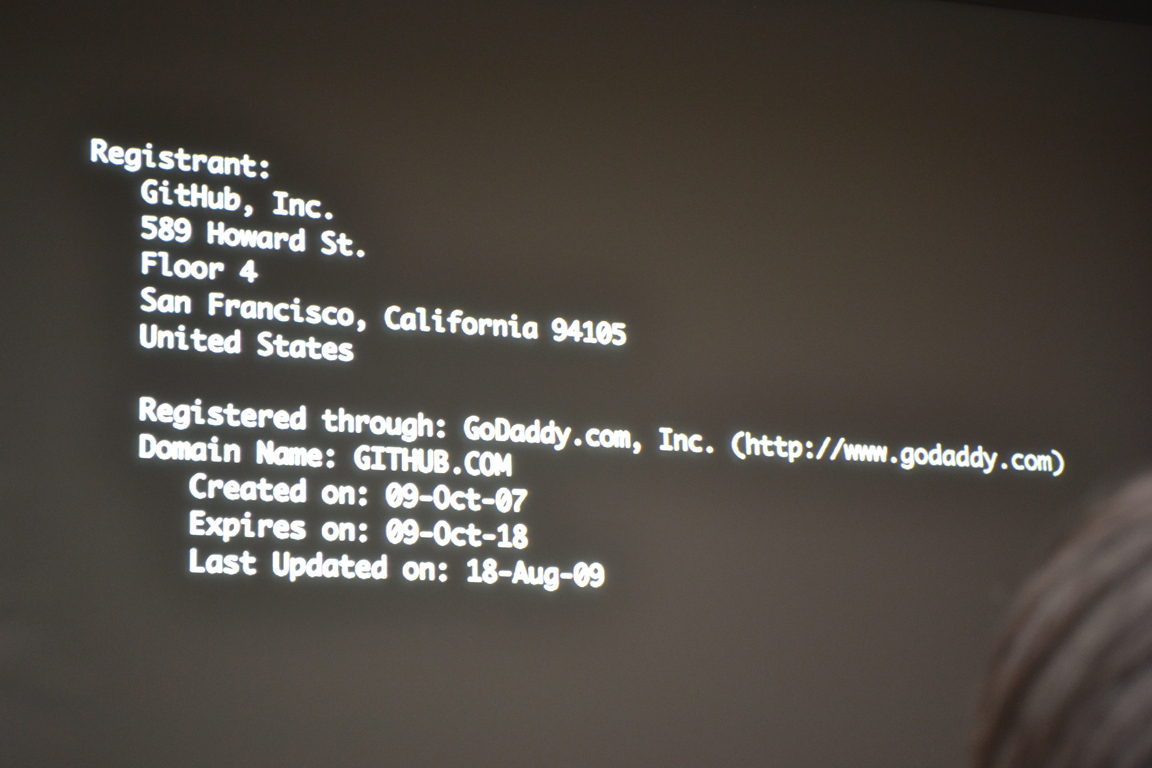 Registrant:
GitHub, Inc.
589 Howard St.
Floor 4
San Francisco, California 94105
United States
Registered through: GoDaddy.com, Inc. (http://www.godaddy.com)
Domain Name: GITHUB.COM
Created on: 09-Oct-07
Expires on: 09-Oct-18
Last Updated on: 18-Aug-09